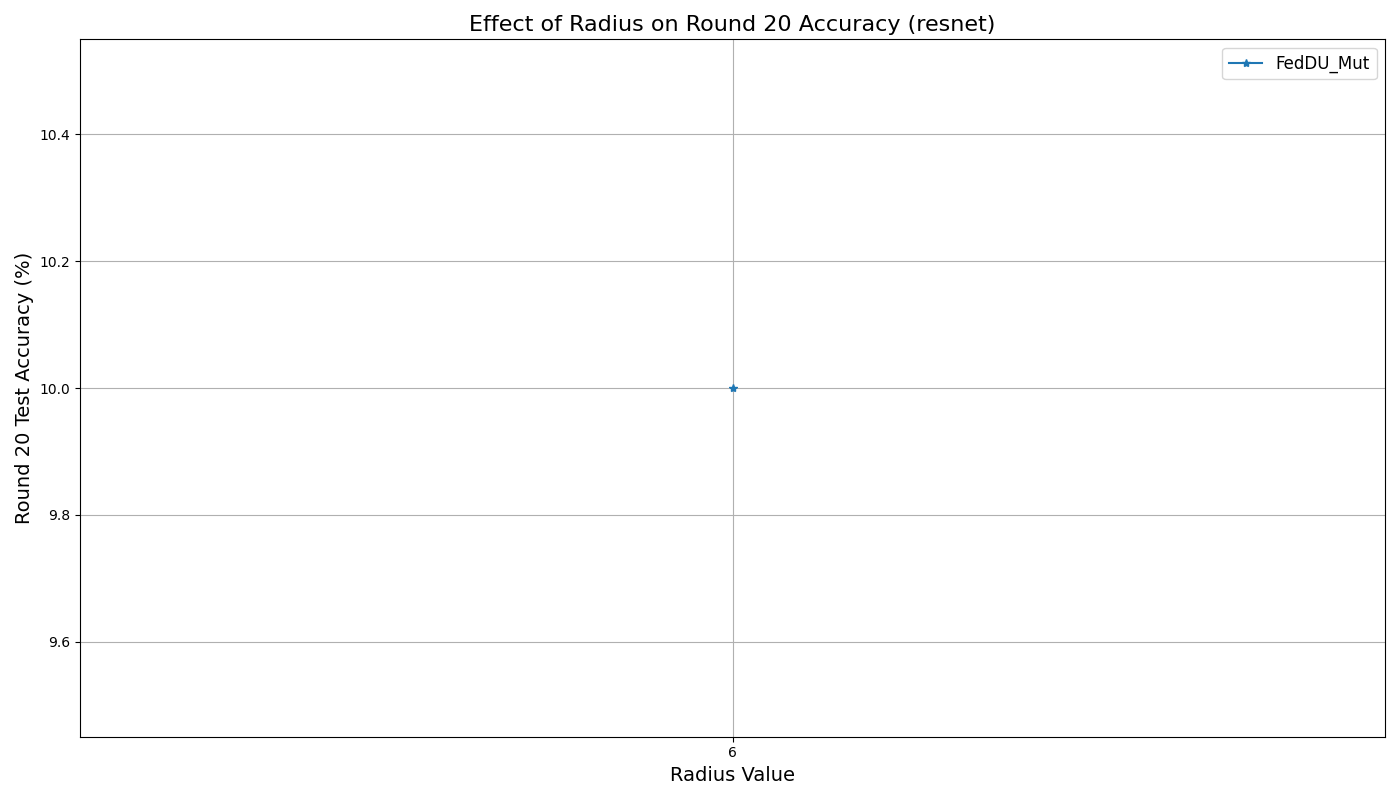 Effect of Radius on Round 20 Accuracy (resnet)
FedDU_Mut
Round 20 Test Accuracy (%)
10.4
10.2
10.0
9.8
9.6
6
Radius Value